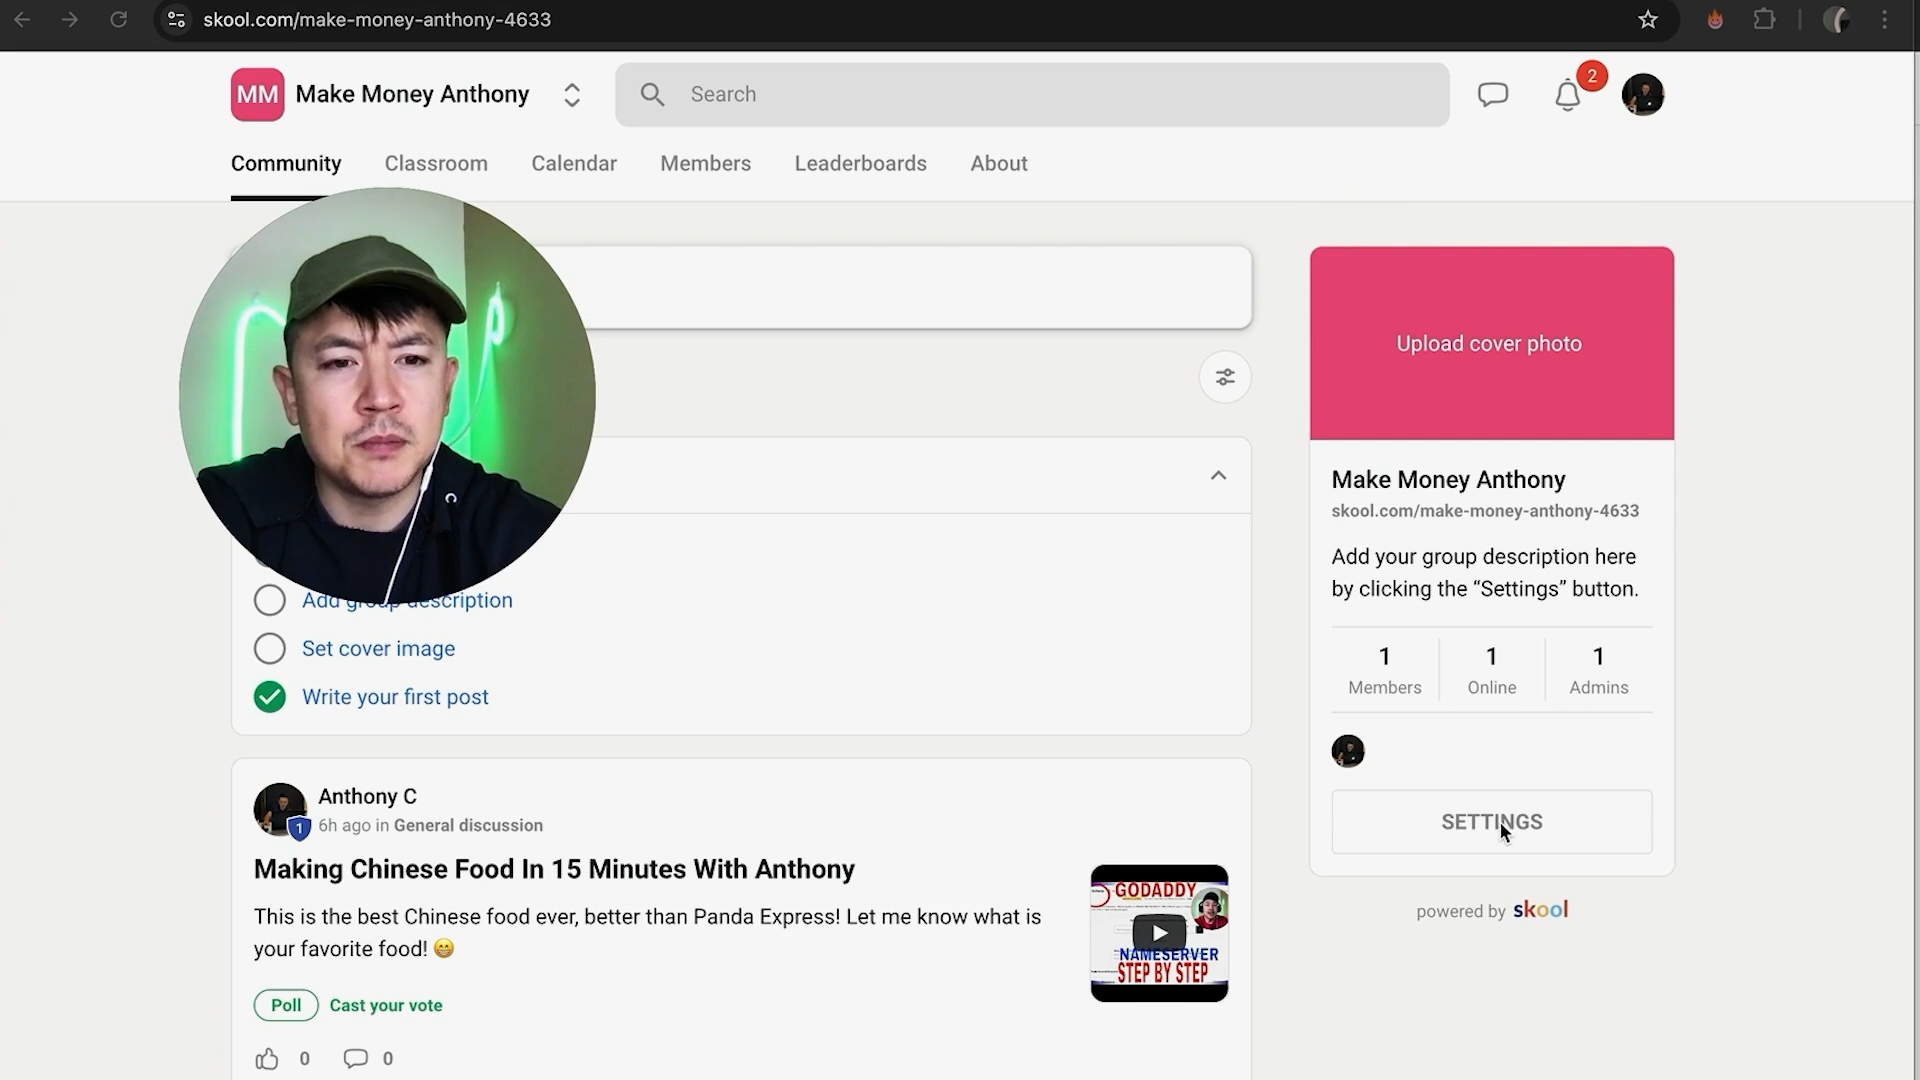 skool.com/make-money-anthony-4633
MM Make Money Anthony
Search
2
Community Classroom Calendar Members Leaderboards About
Upload cover photo
Make Money Anthony
skool.com/make-money-anthony-4633
Add your group description here
by clicking the “Settings” button.
1 1 1
Members Online Admins
SETTINGS
powered by skool
Add group description
Set cover image
Write your first post
Anthony C
1 6h ago in General discussion
Making Chinese Food In 15 Minutes With Anthony
This is the best Chinese food ever, better than Panda Express! Let me know what is
your favorite food! 😁
GODADDY
NAMESERVER
STEP BY STEP
Poll Cast your vote
0 0